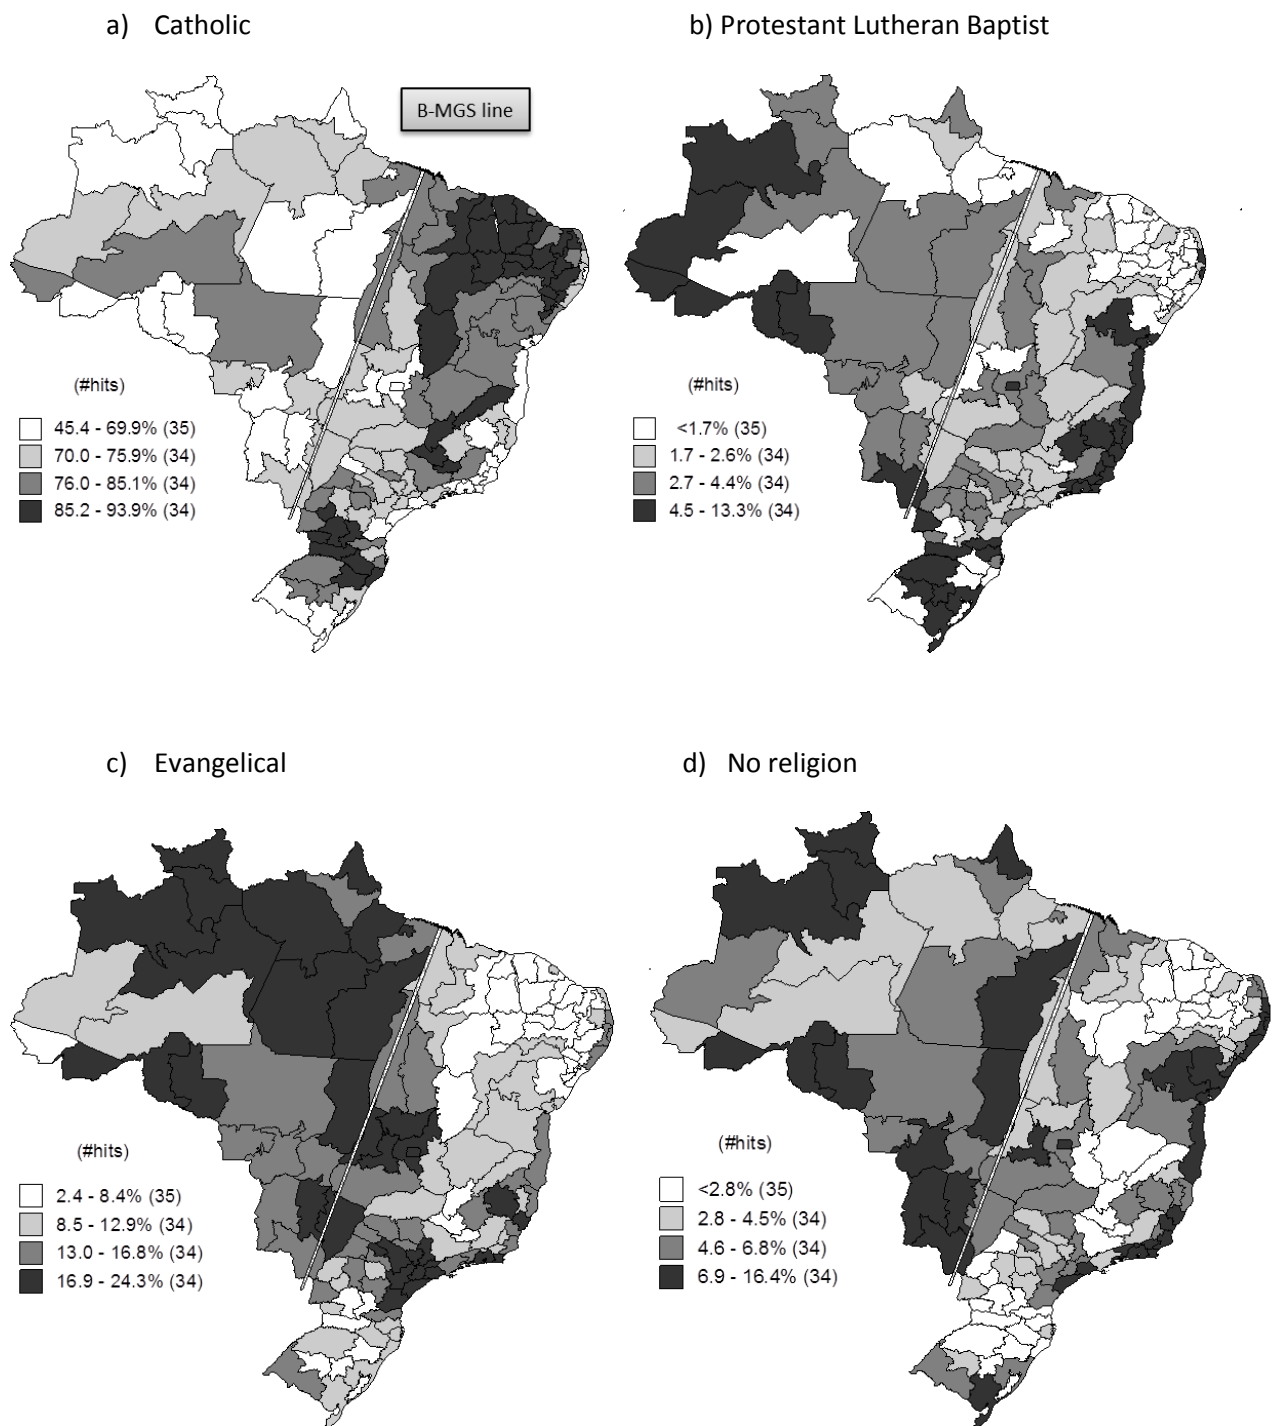 a) Catholic
b) Protestant Lutheran Baptist
B-MGS line
(#hits)
45.4 - 69.9% (35)
70.0 - 75.9% (34)
76.0 - 85.1% (34)
85.2 - 93.9% (34)
(#hits)
<1.7% (35)
1.7 - 2.6% (34)
2.7 - 4.4% (34)
4.5 - 13.3% (34)
c) Evangelical
d) No religion
(#hits)
2.4 - 8.4% (35)
8.5 - 12.9% (34)
13.0 - 16.8% (34)
16.9 - 24.3% (34)
(#hits)
<2.8% (35)
2.8 - 4.5% (34)
4.6 - 6.8% (34)
6.9 - 16.4% (34)